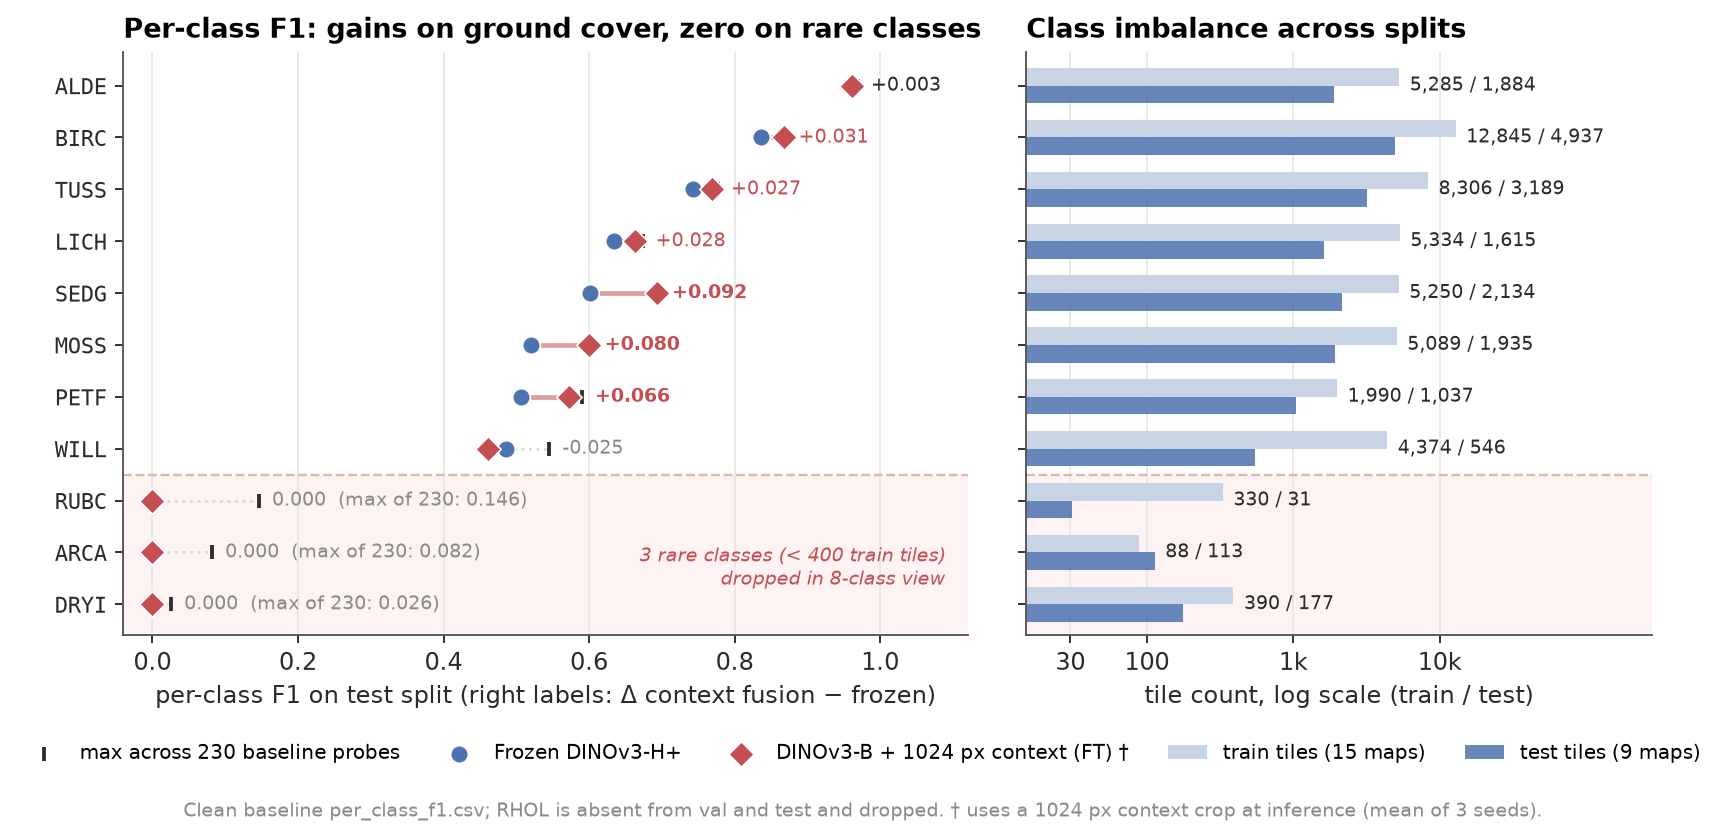 Per-class F1: gains on ground cover, zero on rare classes
ALDE
BIRC
TUSS
LICH
SEDG
MOSS
PETF
WILL
RUBC
ARCA
DRYI
+0.003
+0.031
+0.027
+0.028
+0.092
+0.080
+0.066
-0.025
0.000 (max of 230: 0.146)
0.000 (max of 230: 0.082)
0.000 (max of 230: 0.026)
3 rare classes (< 400 train tiles)
dropped in 8-class view
0.0 0.2 0.4 0.6 0.8 1.0
per-class F1 on test split (right labels: Δ context fusion − frozen)
Class imbalance across splits
5,285 / 1,884
12,845 / 4,937
8,306 / 3,189
5,334 / 1,615
5,250 / 2,134
5,089 / 1,935
1,990 / 1,037
4,374 / 546
330 / 31
88 / 113
390 / 177
30 100 1k 10k
tile count, log scale (train / test)
max across 230 baseline probes Frozen DINOv3-H+ DINOv3-B + 1024 px context (FT) † train tiles (15 maps) test tiles (9 maps)
Clean baseline per_class_f1.csv; RHOL is absent from val and test and dropped. † uses a 1024 px context crop at inference (mean of 3 seeds).